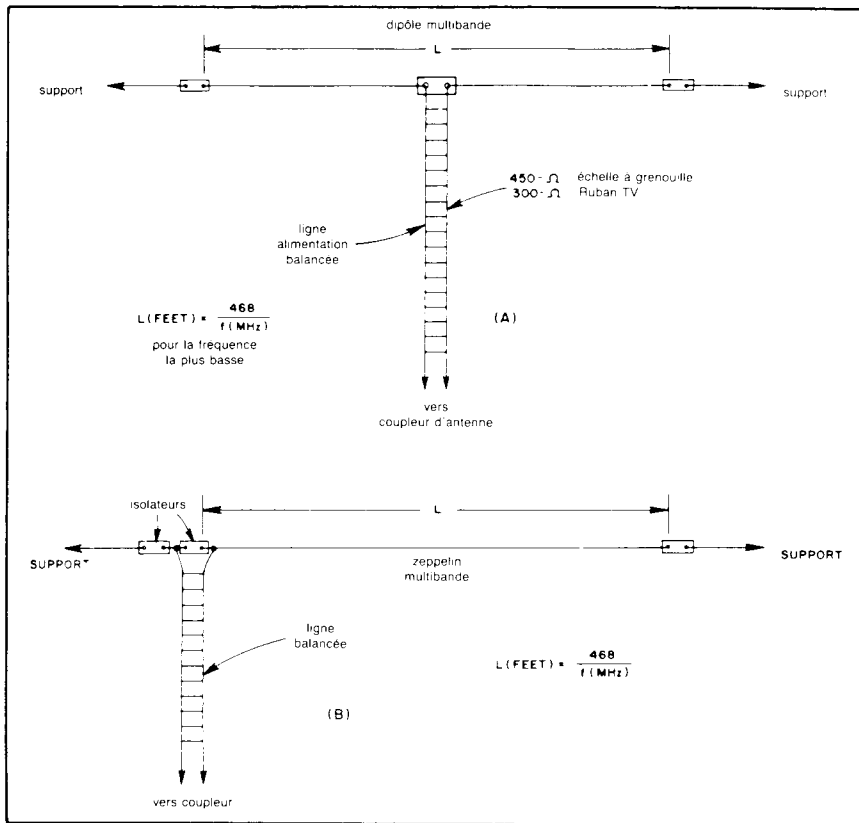 dipôle multibande
L
support
support
450-Ω échelle à grenouille
300-Ω Ruban TV
ligne
alimentation
balancée
L(FEET) = 468
f(MHz)
pour la fréquence
la plus basse
(A)
vers
coupleur d'antenne
isolateurs
L
SUPPORT
SUPPORT
zeppelin
multibande
ligne
balancée
L(FEET) = 468
f(MHz)
(B)
vers coupleur